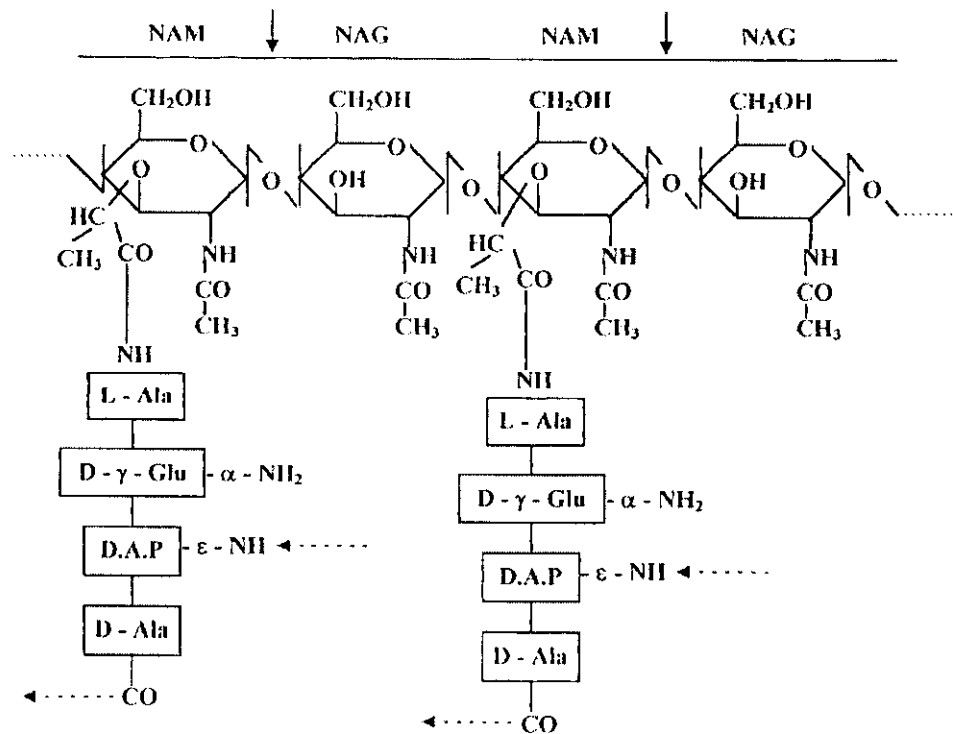 NAM NAG NAM NAG
CH₂OH CH₂OH CH₂OH CH₂OH
O O O O
O OH O O O OH O
HC NH NH HC NH NH
CH₃ CO CO CO CH₃ CO CO CO
CH₃ CH₃ CH₃ CH₃
NH NH
L - Ala L - Ala
D - γ - Glu - α - NH₂ D - γ - Glu - α - NH₂
D.A.P - ε - NH D.A.P - ε - NH
D - Ala D - Ala
CO CO